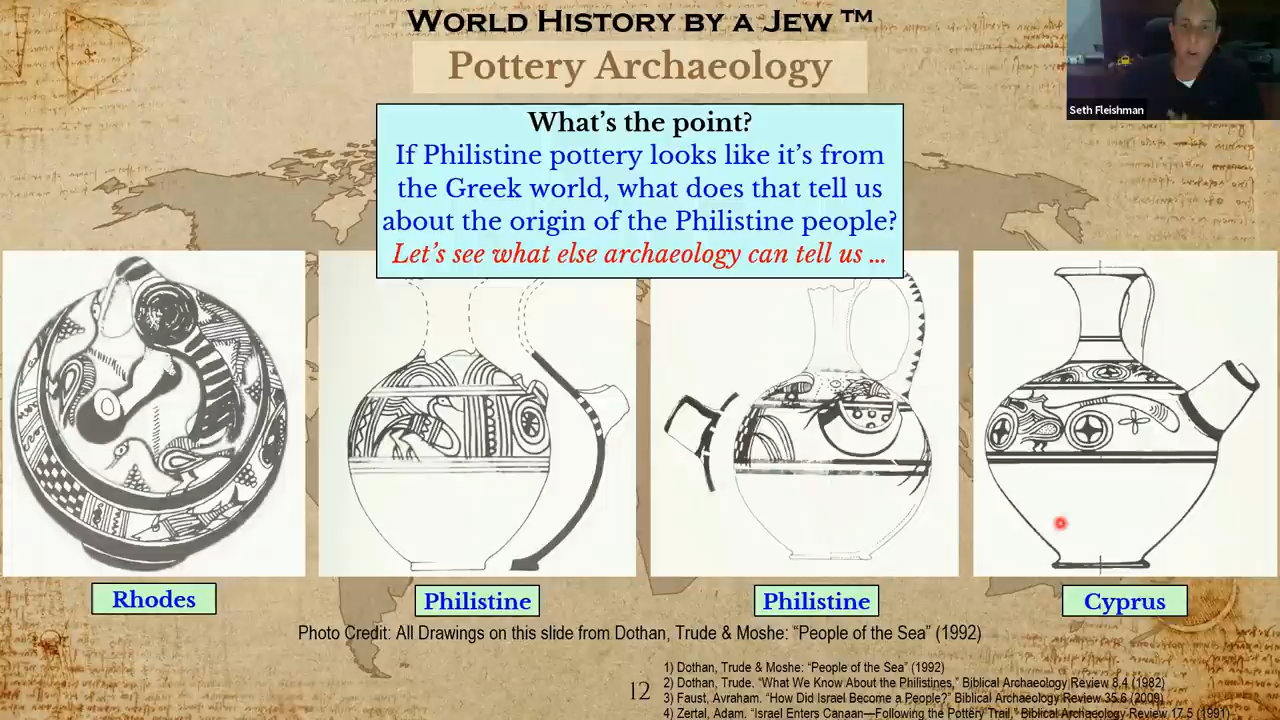 WORLD HISTORY BY A JEW ™
Pottery Archaeology
Seth Fleishman
What's the point?
If Philistine pottery looks like it's from
the Greek world, what does that tell us
about the origin of the Philistine people?
Let's see what else archaeology can tell us ...
Rhodes
Philistine
Philistine
Cyprus
Photo Credit: All Drawings on this slide from Dothan, Trude & Moshe: "People of the Sea" (1992)
12
1) Dothan, Trude & Moshe: "People of the Sea" (1992)
2) Dothan, Trude. "What We Know About the Philistines," Biblical Archaeology Review 8.4 (1982)
3) Faust, Avraham. "How Did Israel Become a People?" Biblical Archaeology Review 35.6 (2009)
4) Zertal, Adam. "Israel Enters Canaan—Following the Pottery Trail," Biblical Archaeology Review 17.5 (1991)